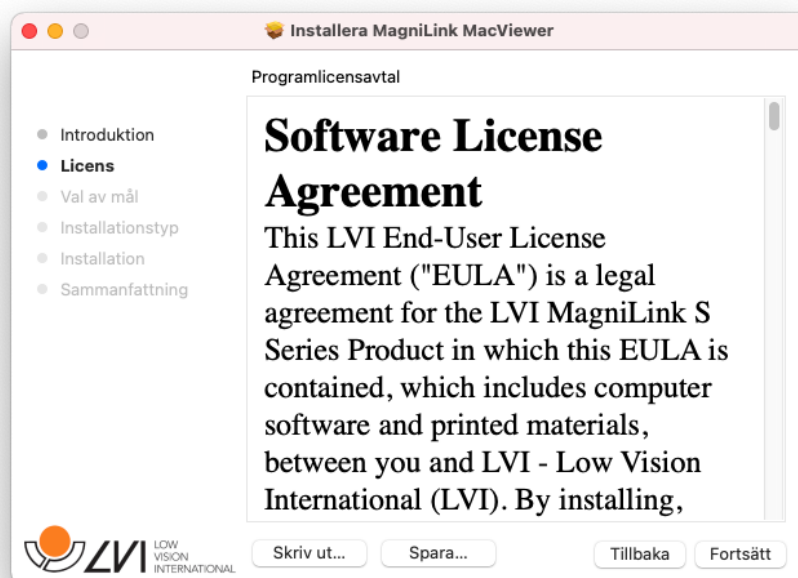 Installera MagniLink MacViewer
Programlicensavtal
Introduktion
Licens
Val av mål
Installationstyp
Installation
Sammanfattning
Software License
Agreement
This LVI End-User License
Agreement ("EULA") is a legal
agreement for the LVI MagniLink S
Series Product in which this EULA is
contained, which includes computer
software and printed materials,
between you and LVI - Low Vision
International (LVI). By installing,
LVI
LOW
VISION
INTERNATIONAL
Skriv ut... Spara... Tillbaka Fortsätt